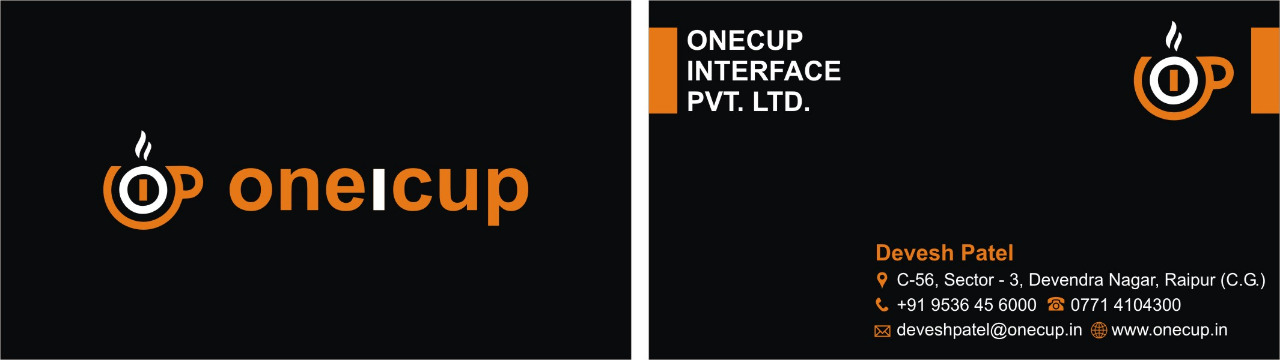 oneıcup
ONECUP
INTERFACE
PVT. LTD.
Devesh Patel
C-56, Sector - 3, Devendra Nagar, Raipur (C.G.)
+91 9536 45 6000 0771 4104300
deveshpatel@onecup.in www.onecup.in